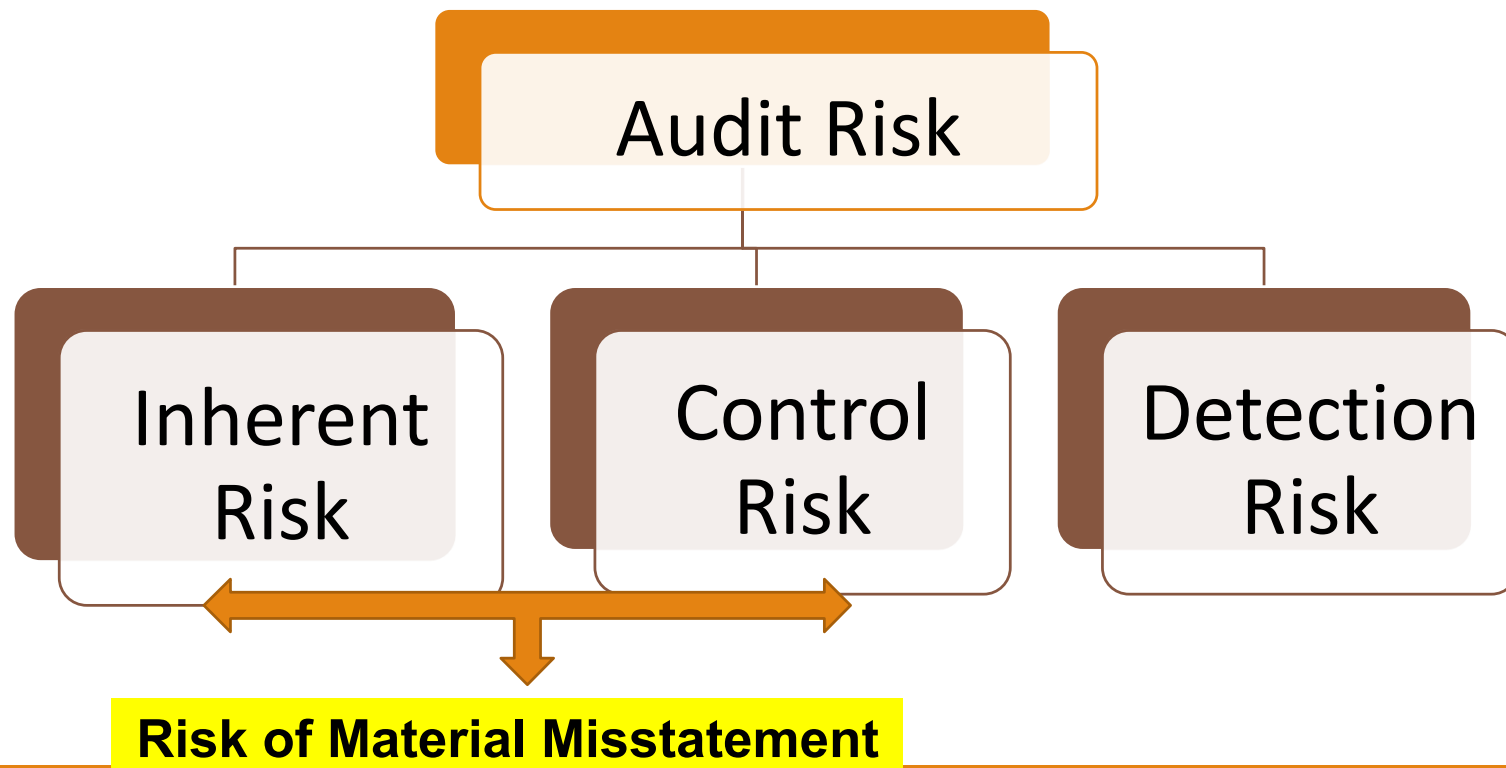 Audit Risk
Inherent
Risk
Control
Risk
Detection
Risk
Risk of Material Misstatement